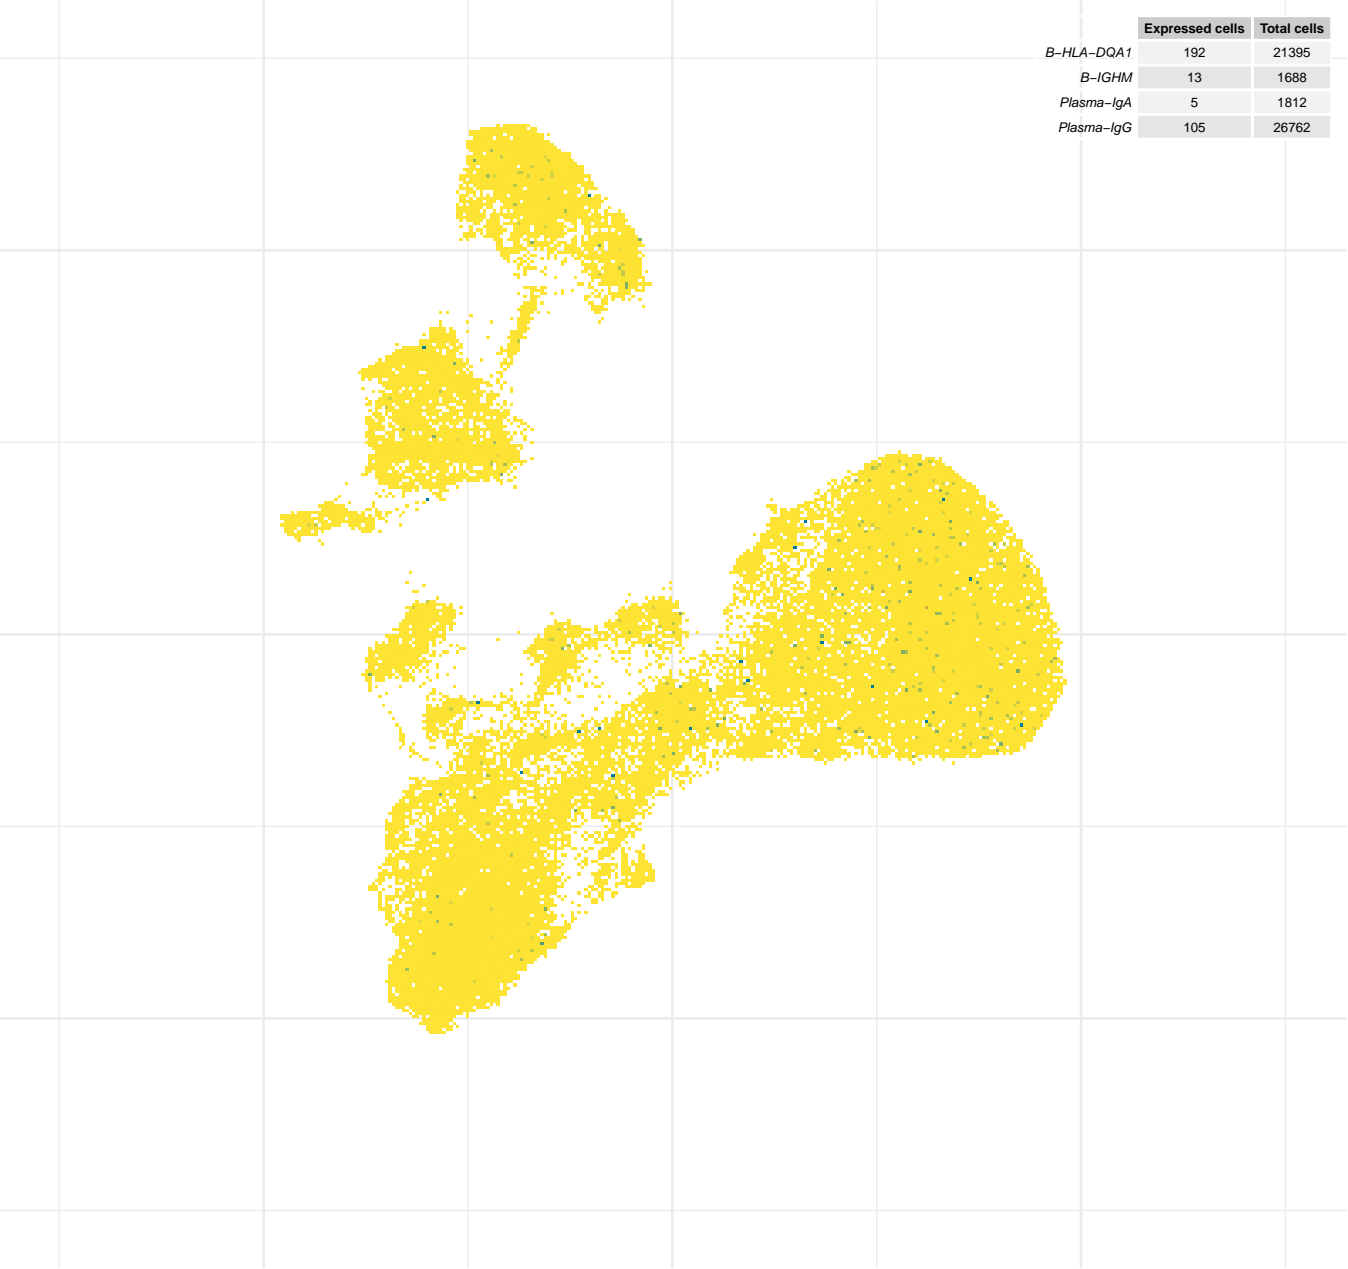 Expressed cells Total cells
B−HLA−DQA1 192 21395
B−IGHM 13 1688
Plasma−IgA 5 1812
Plasma−IgG 105 26762